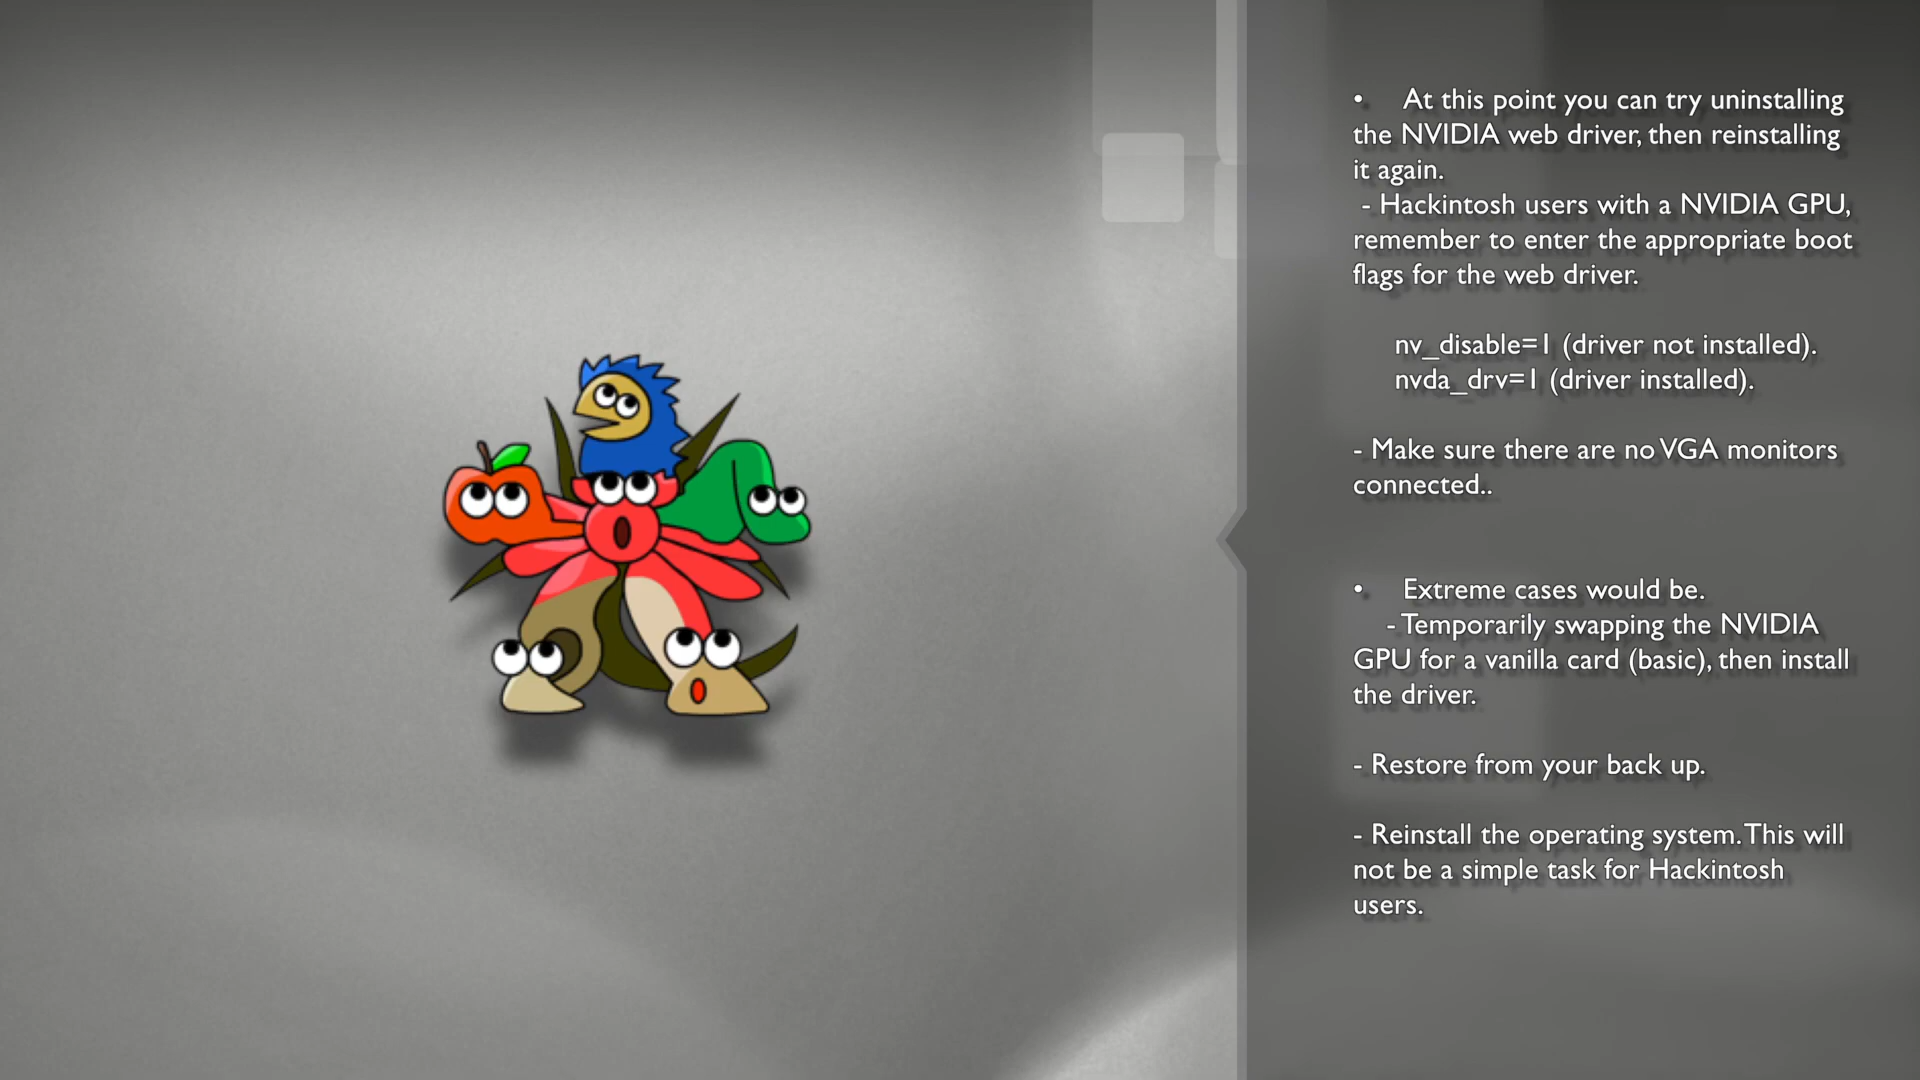 • At this point you can try uninstalling
the NVIDIA web driver, then reinstalling
it again.
- Hackintosh users with a NVIDIA GPU,
remember to enter the appropriate boot
flags for the web driver.
nv_disable=1 (driver not installed).
nvda_drv=1 (driver installed).
- Make sure there are no VGA monitors
connected..
• Extreme cases would be.
- Temporarily swapping the NVIDIA
GPU for a vanilla card (basic), then install
the driver.
- Restore from your back up.
- Reinstall the operating system. This will
not be a simple task for Hackintosh
users.